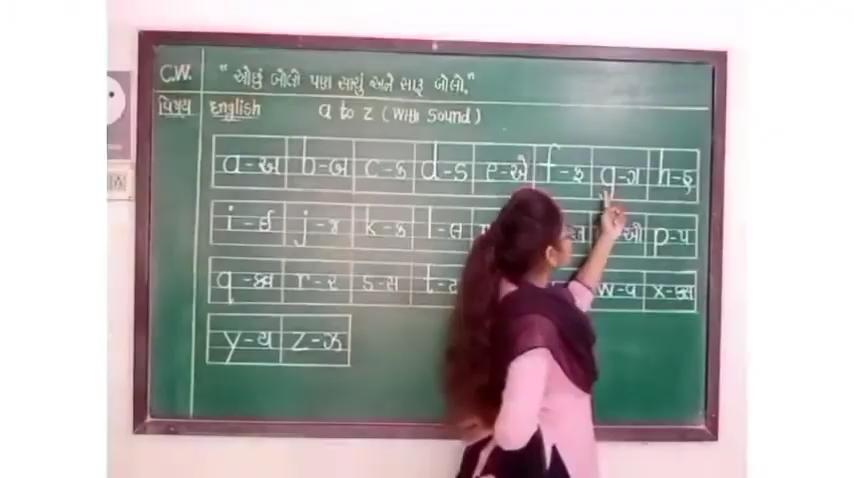 C.W. "ઓછું બોલો પણ સાચું અને સારૂ બોલો."
વિષય English a to z (With Sound)
a-અ b-બ c-ક d-ડ e-એ f-ફ g-ગ h-હ
i-ઈ j-જ k-ક l-લ ઓ p-પ
q-ક્વ r-ર s-સ t-ટ w-વ x-ક્સ
y-ય z-ઝ